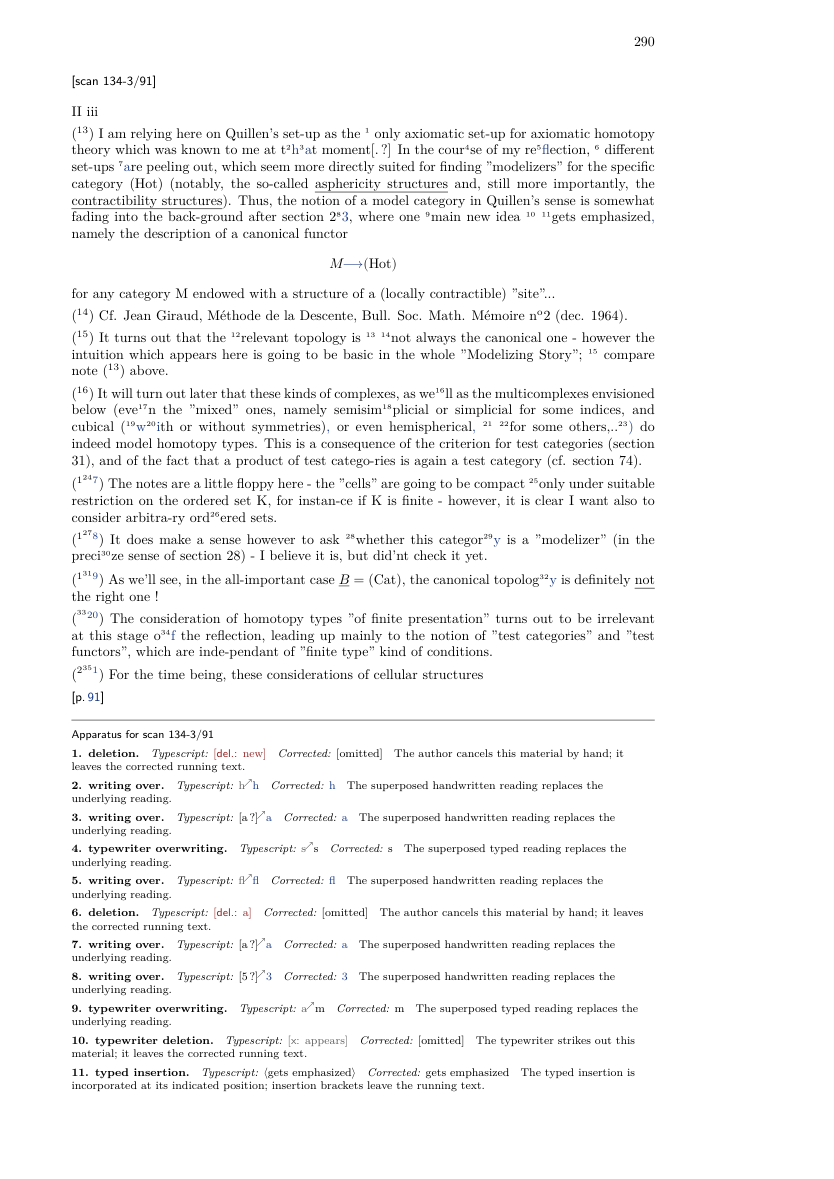 290
[scan 134-3/91]
II iii
(¹³) I am relying here on Quillen's set-up as the ¹ only axiomatic set-up for axiomatic homotopy
theory which was known to me at t²h³at moment[. ?] In the cour⁴se of my re⁵flection, ⁶ different
set-ups ⁷are peeling out, which seem more directly suited for finding ”modelizers” for the specific
category (Hot) (notably, the so-called asphericity structures and, still more importantly, the
contractibility structures). Thus, the notion of a model category in Quillen's sense is somewhat
fading into the back-ground after section 2⁸3, where one ⁹main new idea ¹⁰ ¹¹gets emphasized,
namely the description of a canonical functor
M⟶(Hot)
for any category M endowed with a structure of a (locally contractible) ”site”...
(¹⁴) Cf. Jean Giraud, Méthode de la Descente, Bull. Soc. Math. Mémoire nº2 (dec. 1964).
(¹⁵) It turns out that the ¹²relevant topology is ¹³ ¹⁴not always the canonical one - however the
intuition which appears here is going to be basic in the whole ”Modelizing Story”; ¹⁵ compare
note (¹³) above.
(¹⁶) It will turn out later that these kinds of complexes, as we¹⁶ll as the multicomplexes envisioned
below (eve¹⁷n the ”mixed” ones, namely semisim¹⁸plicial or simplicial for some indices, and
cubical (¹⁹w²⁰ith or without symmetries), or even hemispherical, ²¹ ²²for some others,..²³) do
indeed model homotopy types. This is a consequence of the criterion for test categories (section
31), and of the fact that a product of test catego-ries is again a test category (cf. section 74).
(¹²⁴⁷) The notes are a little floppy here - the ”cells” are going to be compact ²⁵only under suitable
restriction on the ordered set K, for instan-ce if K is finite - however, it is clear I want also to
consider arbitra-ry ord²⁶ered sets.
(¹²⁷⁸) It does make a sense however to ask ²⁸whether this categor²⁹y is a ”modelizer” (in the
preci³⁰ze sense of section 28) - I believe it is, but did'nt check it yet.
(¹³¹⁹) As we'll see, in the all-important case B = (Cat), the canonical topolog³²y is definitely not
the right one !
(³³²⁰) The consideration of homotopy types ”of finite presentation” turns out to be irrelevant
at this stage o³⁴f the reflection, leading up mainly to the notion of ”test categories” and ”test
functors”, which are inde-pendant of ”finite type” kind of conditions.
(²³⁵¹) For the time being, these considerations of cellular structures
[p. 91]
Apparatus for scan 134-3/91
1. deletion. Typescript: [del.: new] Corrected: [omitted] The author cancels this material by hand; it
leaves the corrected running text.
2. writing over. Typescript: h↗h Corrected: h The superposed handwritten reading replaces the
underlying reading.
3. writing over. Typescript: [a ?]↗a Corrected: a The superposed handwritten reading replaces the
underlying reading.
4. typewriter overwriting. Typescript: s↗s Corrected: s The superposed typed reading replaces the
underlying reading.
5. writing over. Typescript: fl↗fl Corrected: fl The superposed handwritten reading replaces the
underlying reading.
6. deletion. Typescript: [del.: a] Corrected: [omitted] The author cancels this material by hand; it leaves
the corrected running text.
7. writing over. Typescript: [a ?]↗a Corrected: a The superposed handwritten reading replaces the
underlying reading.
8. writing over. Typescript: [5 ?]↗3 Corrected: 3 The superposed handwritten reading replaces the
underlying reading.
9. typewriter overwriting. Typescript: a↗m Corrected: m The superposed typed reading replaces the
underlying reading.
10. typewriter deletion. Typescript: [x: appears] Corrected: [omitted] The typewriter strikes out this
material; it leaves the corrected running text.
11. typed insertion. Typescript: ⟨gets emphasized⟩ Corrected: gets emphasized The typed insertion is
incorporated at its indicated position; insertion brackets leave the running text.